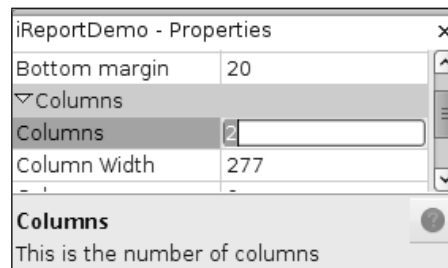 iReportDemo - Properties x
Bottom margin 20
▽Columns
Columns 2
Column Width 277
Columns
This is the number of columns